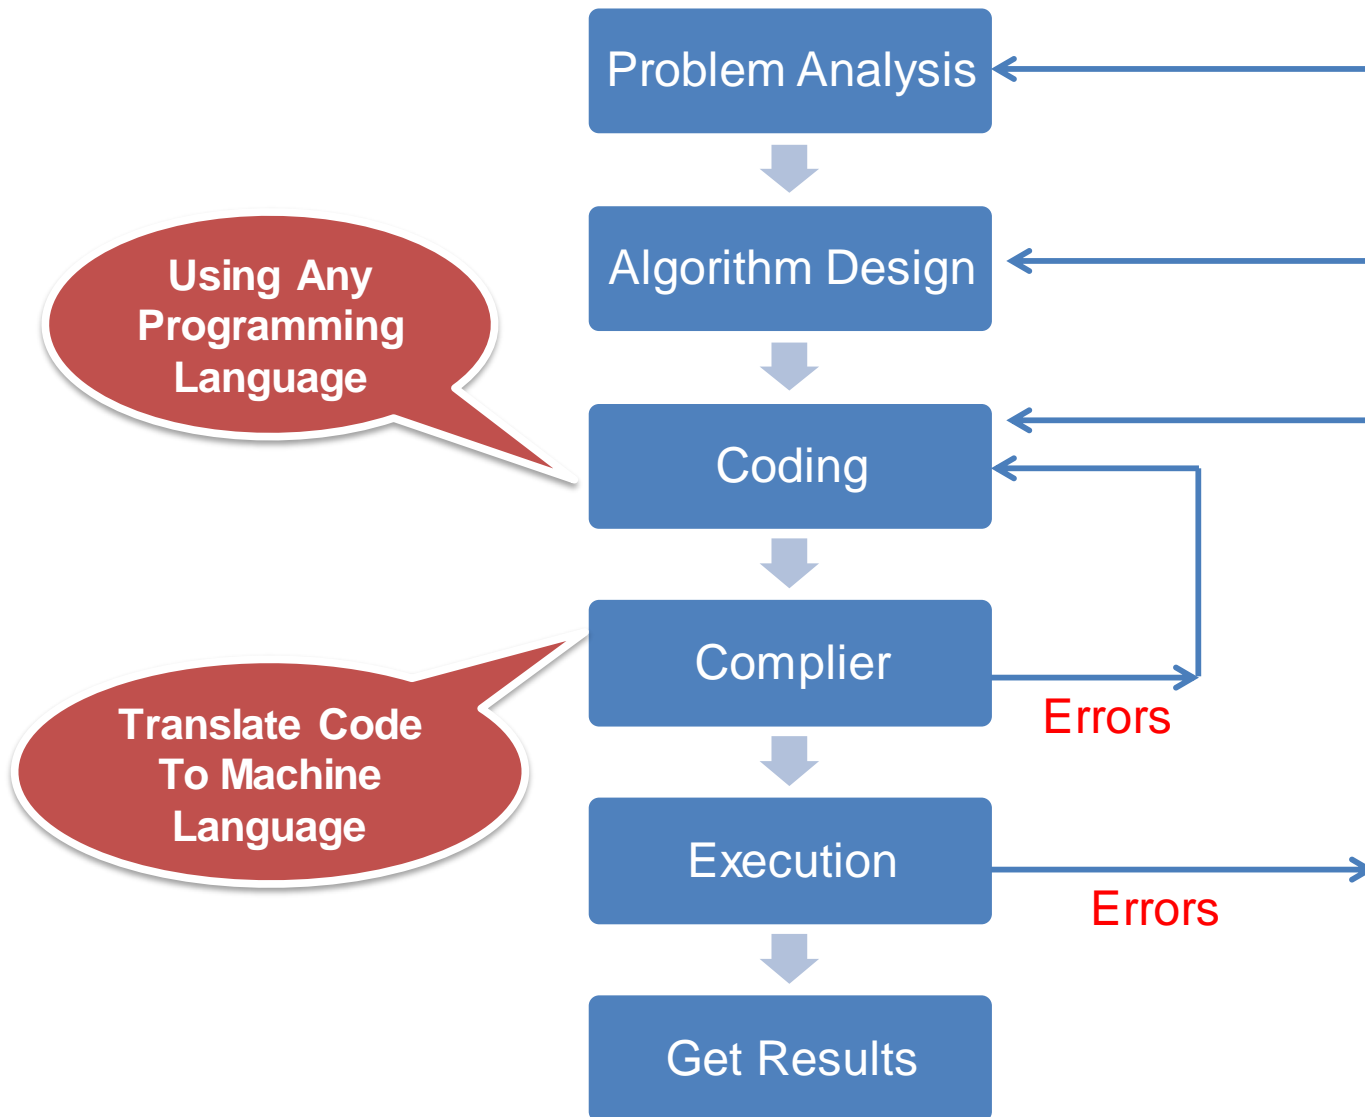 Problem Analysis
Algorithm Design
Using Any
Programming
Language
Coding
Complier
Errors
Translate Code
To Machine
Language
Execution
Errors
Get Results